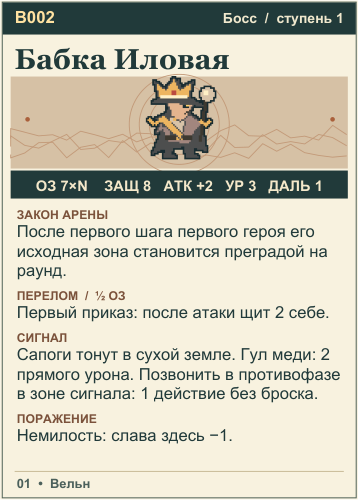 B002
Босс / ступень 1
Бабка Иловая
ОЗ 7×N ЗАЩ 8 АТК +2 УР 3 ДАЛЬ 1
ЗАКОН АРЕНЫ
После первого шага первого героя его
исходная зона становится преградой на
раунд.
ПЕРЕЛОМ / ½ ОЗ
Первый приказ: после атаки щит 2 себе.
СИГНАЛ
Сапоги тонут в сухой земле. Гул меди: 2
прямого урона. Позвонить в противофазе
в зоне сигнала: 1 действие без броска.
ПОРАЖЕНИЕ
Немилость: слава здесь −1.
01 • Вельн